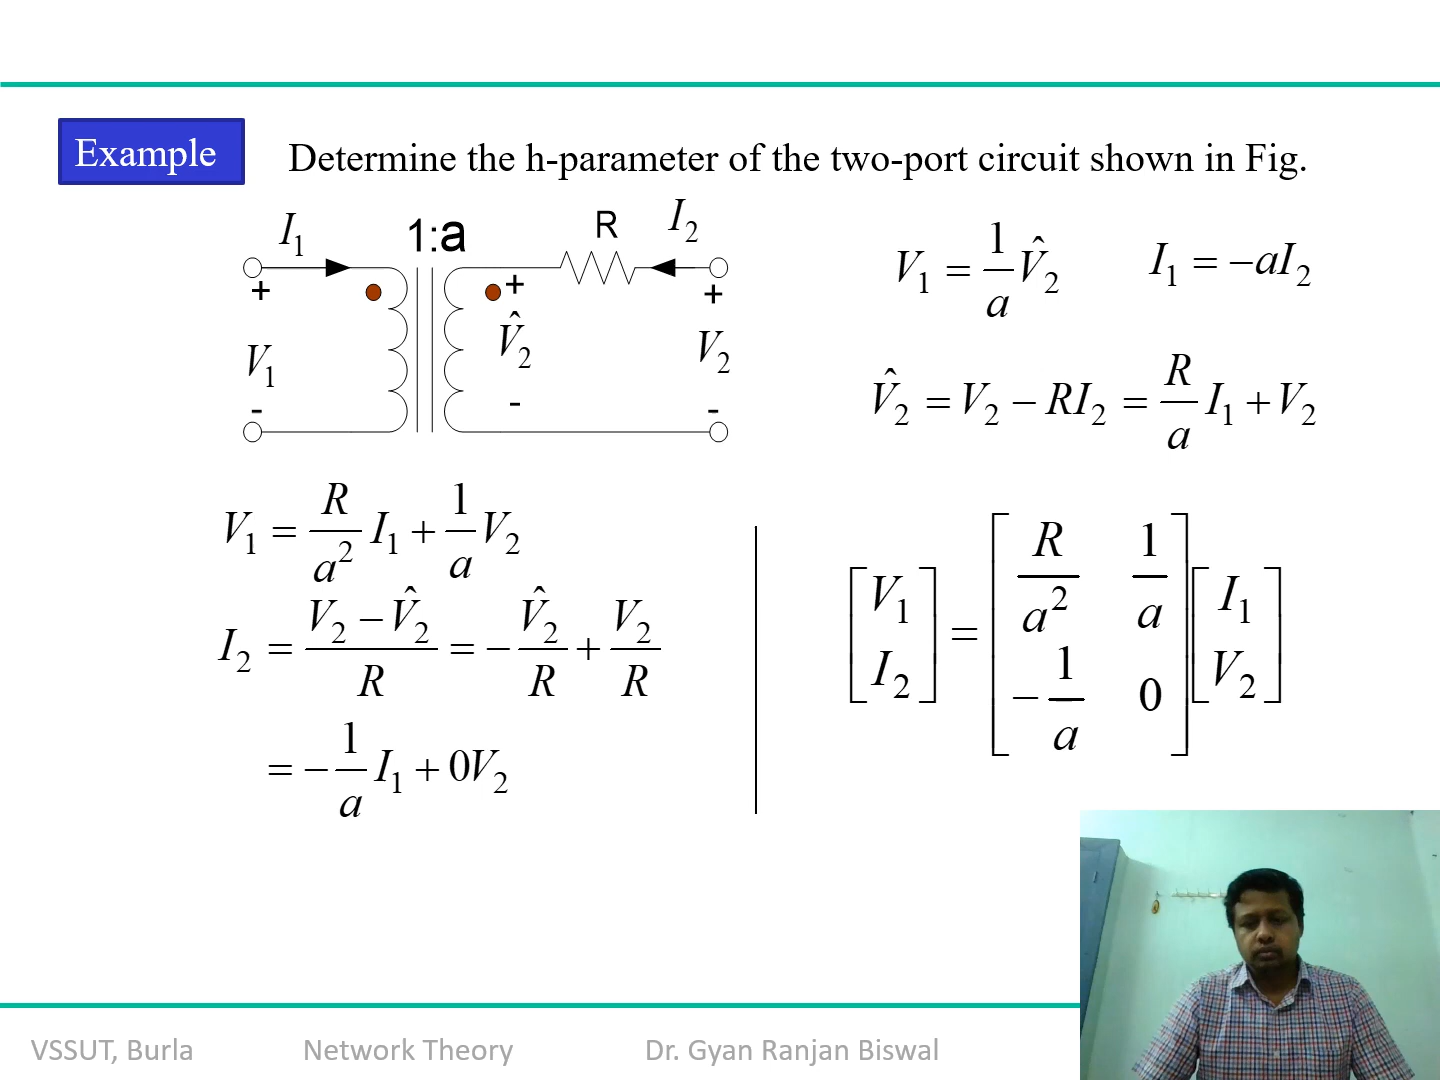 Example
Determine the h-parameter of the two-port circuit shown in Fig.
I₁ 1:a R I₂
+ + +
V₁ V̂₂ V₂
- - -
V₁ = (1/a) V̂₂ I₁ = −aI₂
V̂₂ = V₂ − RI₂ = (R/a) I₁ + V₂
V₁ = (R/a²) I₁ + (1/a) V₂
I₂ = (V₂ − V̂₂)/R = −V̂₂/R + V₂/R
= −(1/a) I₁ + 0V₂
[V₁; I₂] = [R/a² 1/a; −1/a 0] [I₁; V₂]
VSSUT, Burla Network Theory Dr. Gyan Ranjan Biswal